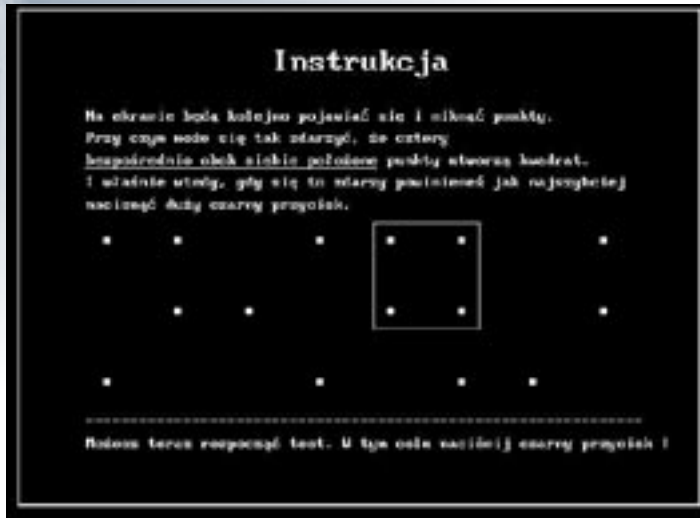 Instrukcja
Na ekranie będą kolejno pojawiać się i niknąć punkty.
Przy czym może się tak zdarzyć, że cztery
bezpośrednio obok siebie położone punkty utworzą kwadrat.
I właśnie wtedy, gdy się to zdarzy powinieneś jak najszybciej
nacisnąć duży czarny przycisk.
Możesz teraz rozpocząć test. W tym celu naciśnij czarny przycisk !